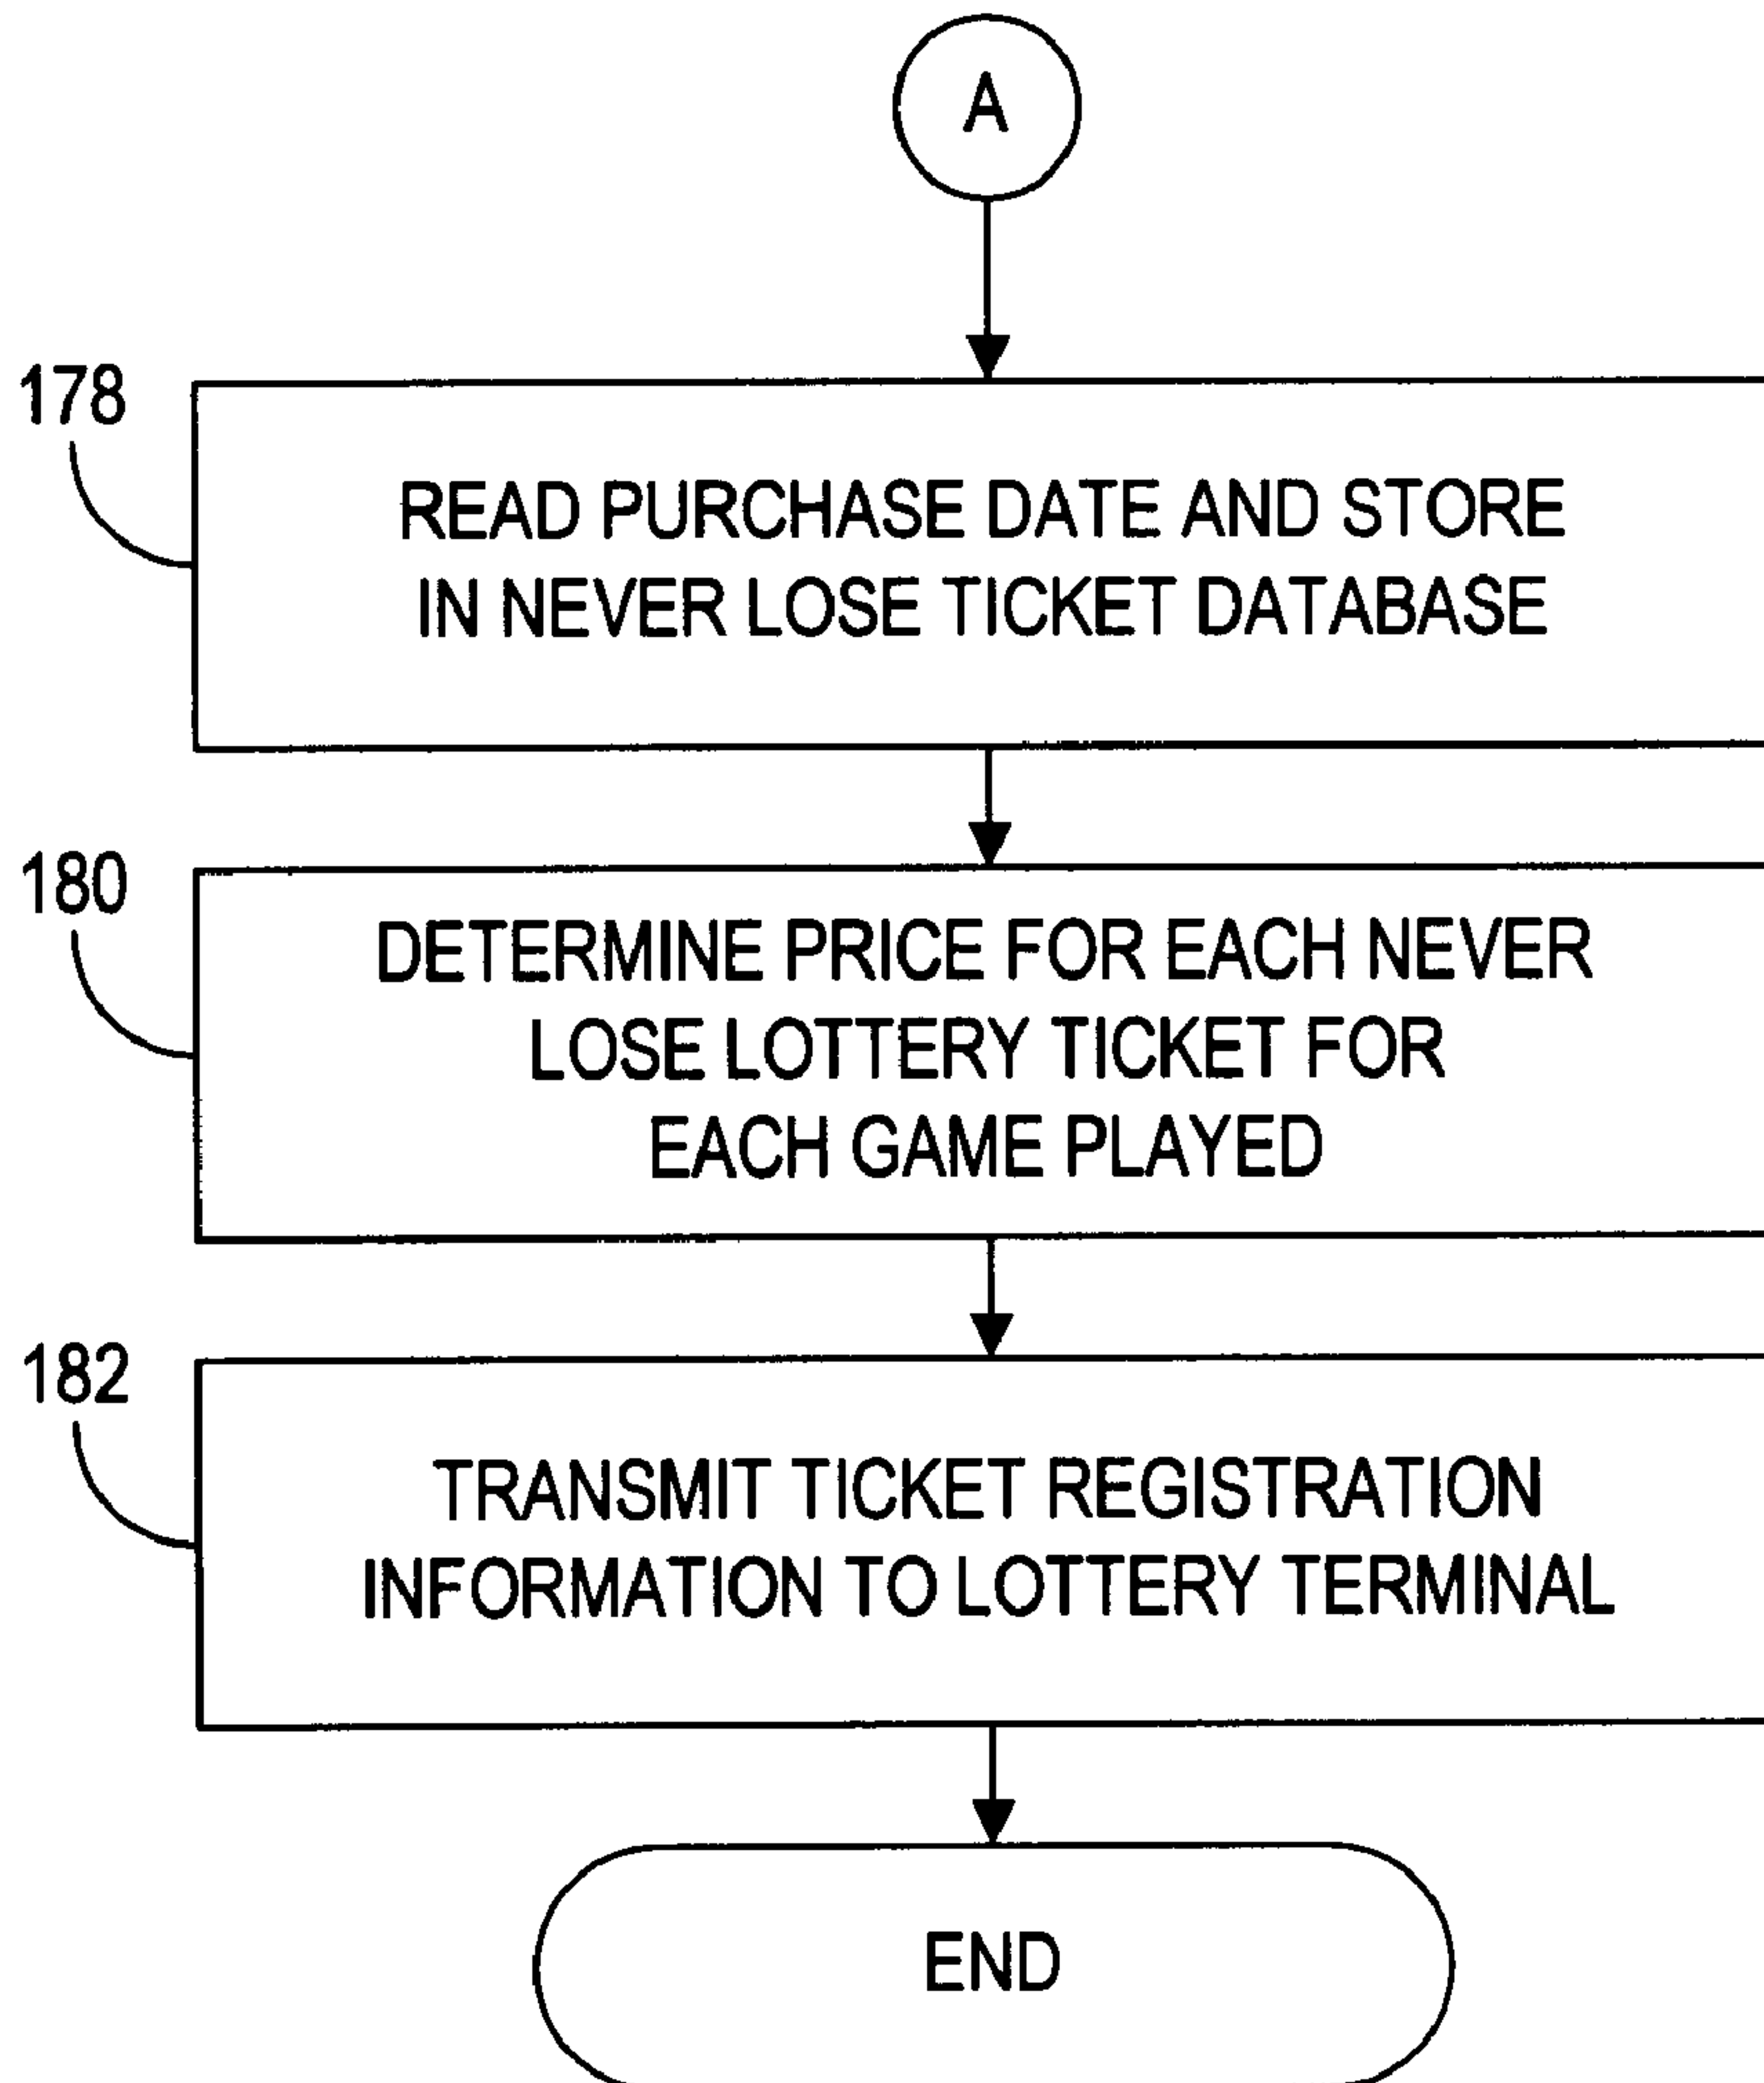 A
178
READ PURCHASE DATE AND STORE
IN NEVER LOSE TICKET DATABASE
180
DETERMINE PRICE FOR EACH NEVER
LOSE LOTTERY TICKET FOR
EACH GAME PLAYED
182
TRANSMIT TICKET REGISTRATION
INFORMATION TO LOTTERY TERMINAL
END